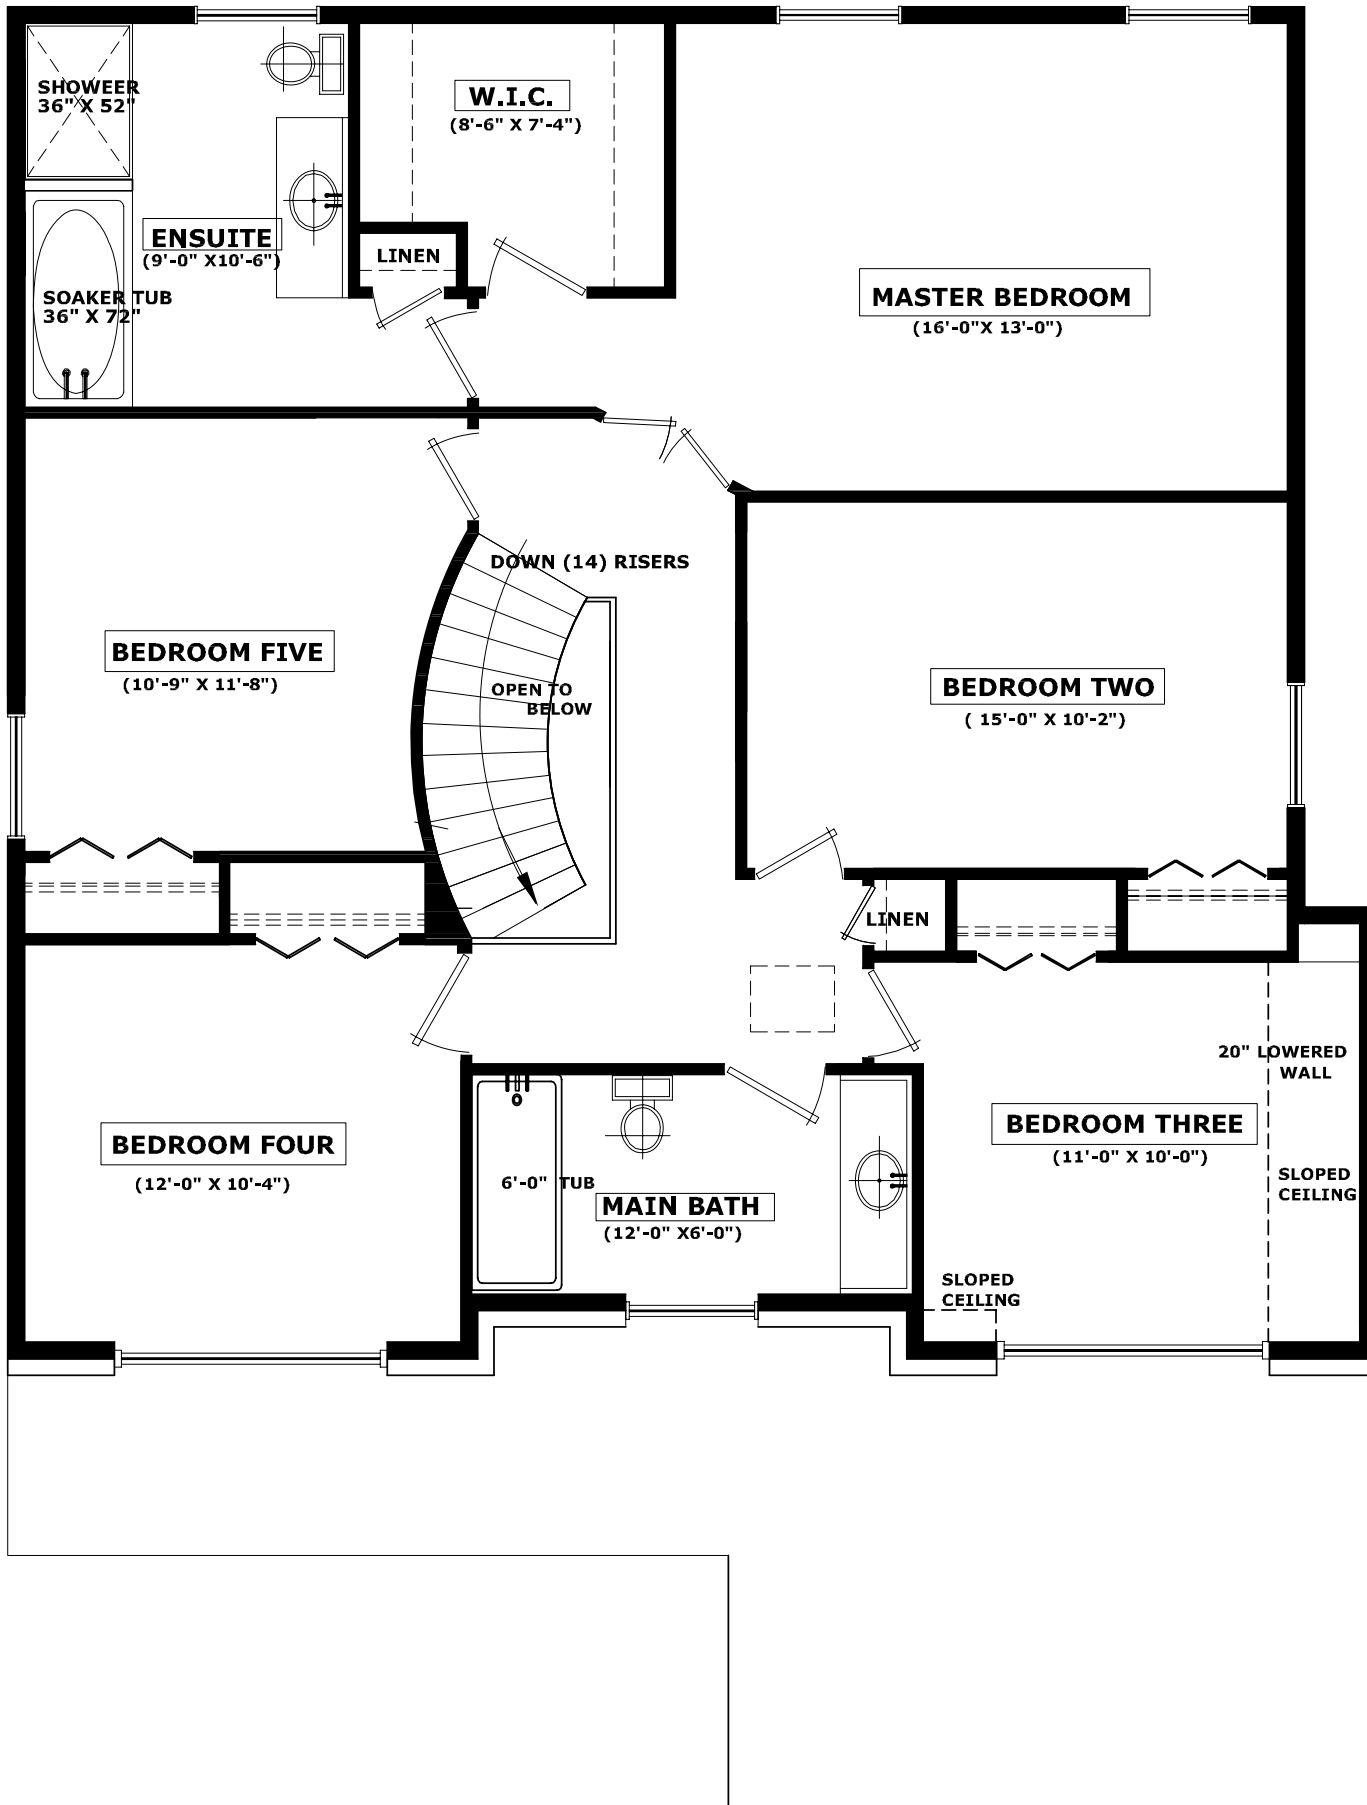 SHOWEER
36" X 52"
W.I.C.
(8'-6" X 7'-4")
ENSUITE
(9'-0" X10'-6")
LINEN
SOAKER TUB
36" X 72"
MASTER BEDROOM
(16'-0"X 13'-0")
DOWN (14) RISERS
BEDROOM FIVE
(10'-9" X 11'-8")
OPEN TO
BELOW
BEDROOM TWO
( 15'-0" X 10'-2")
LINEN
20" LOWERED
WALL
BEDROOM FOUR
(12'-0" X 10'-4")
BEDROOM THREE
(11'-0" X 10'-0")
6'-0" TUB
MAIN BATH
(12'-0" X6'-0")
SLOPED
CEILING
SLOPED
CEILING